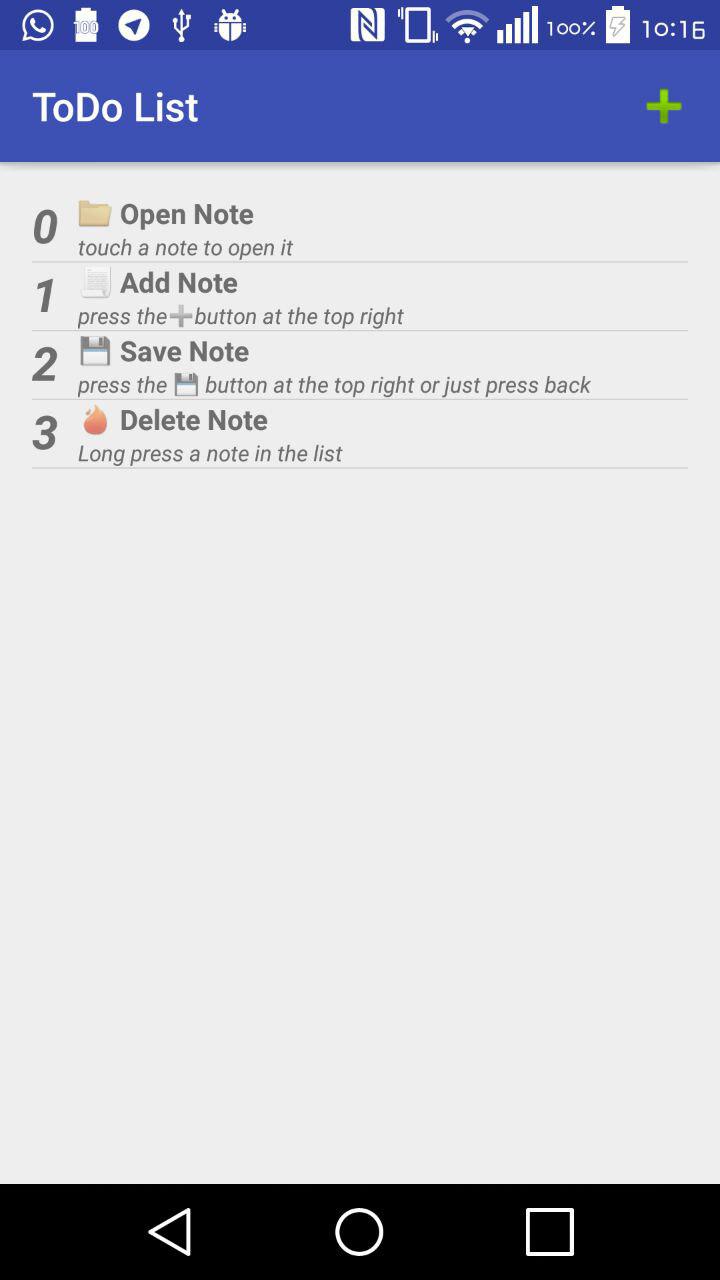 100 100% 10:16
ToDo List
0 📁 Open Note
touch a note to open it
1 📃 Add Note
press the➕button at the top right
2 💾 Save Note
press the 💾 button at the top right or just press back
3 🔥 Delete Note
Long press a note in the list